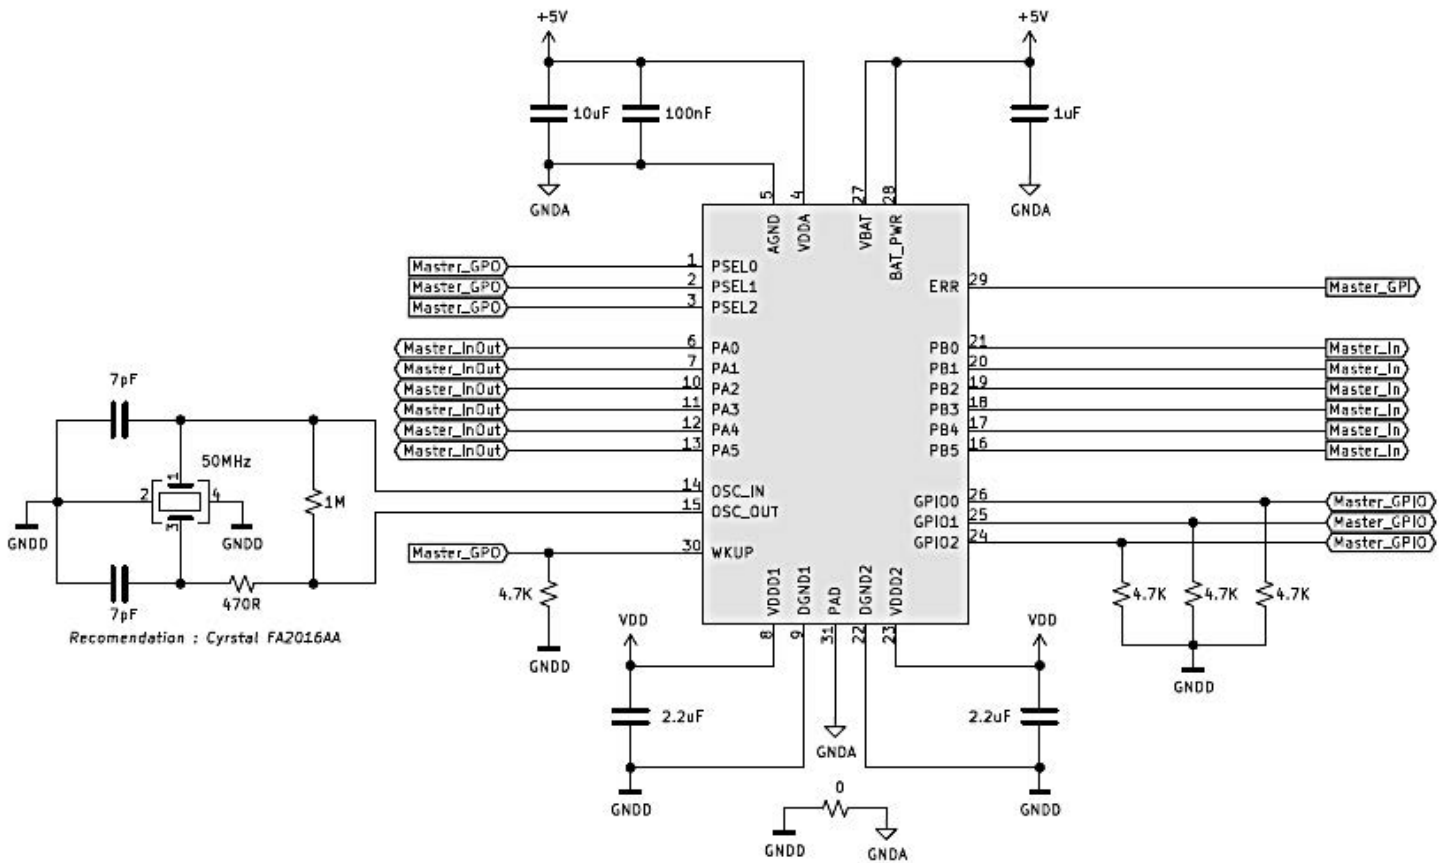 +5V
+5V
10uF
100nF
1uF
GNDA
GNDA
5
4
27
28
AGND
VDDA
VBAT
BAT_PWR
Master_GPO 1 PSEL0
Master_GPO 2 PSEL1
Master_GPO 3 PSEL2
ERR 29 Master_GPI
Master_InOut 6 PA0
Master_InOut 7 PA1
Master_InOut 10 PA2
Master_InOut 11 PA3
Master_InOut 12 PA4
Master_InOut 13 PA5
PB0 21 Master_In
PB1 20 Master_In
PB2 19 Master_In
PB3 18 Master_In
PB4 17 Master_In
PB5 16 Master_In
7pF
50MHz
1
2
4
3
1M
GNDD
GNDD
7pF
470R
Recomendation : Cyrstal FA2016AA
14 OSC_IN
15 OSC_OUT
Master_GPO 30 WKUP
4.7K
GNDD
GPIO0 26 Master_GPIO
GPIO1 25 Master_GPIO
GPIO2 24 Master_GPIO
4.7K
4.7K
4.7K
GNDD
VDDD1
DGND1
PAD
DGND2
VDDD2
8
9
31
22
23
VDD
VDD
2.2uF
2.2uF
GNDA
GNDD
GNDD
0
GNDD
GNDA